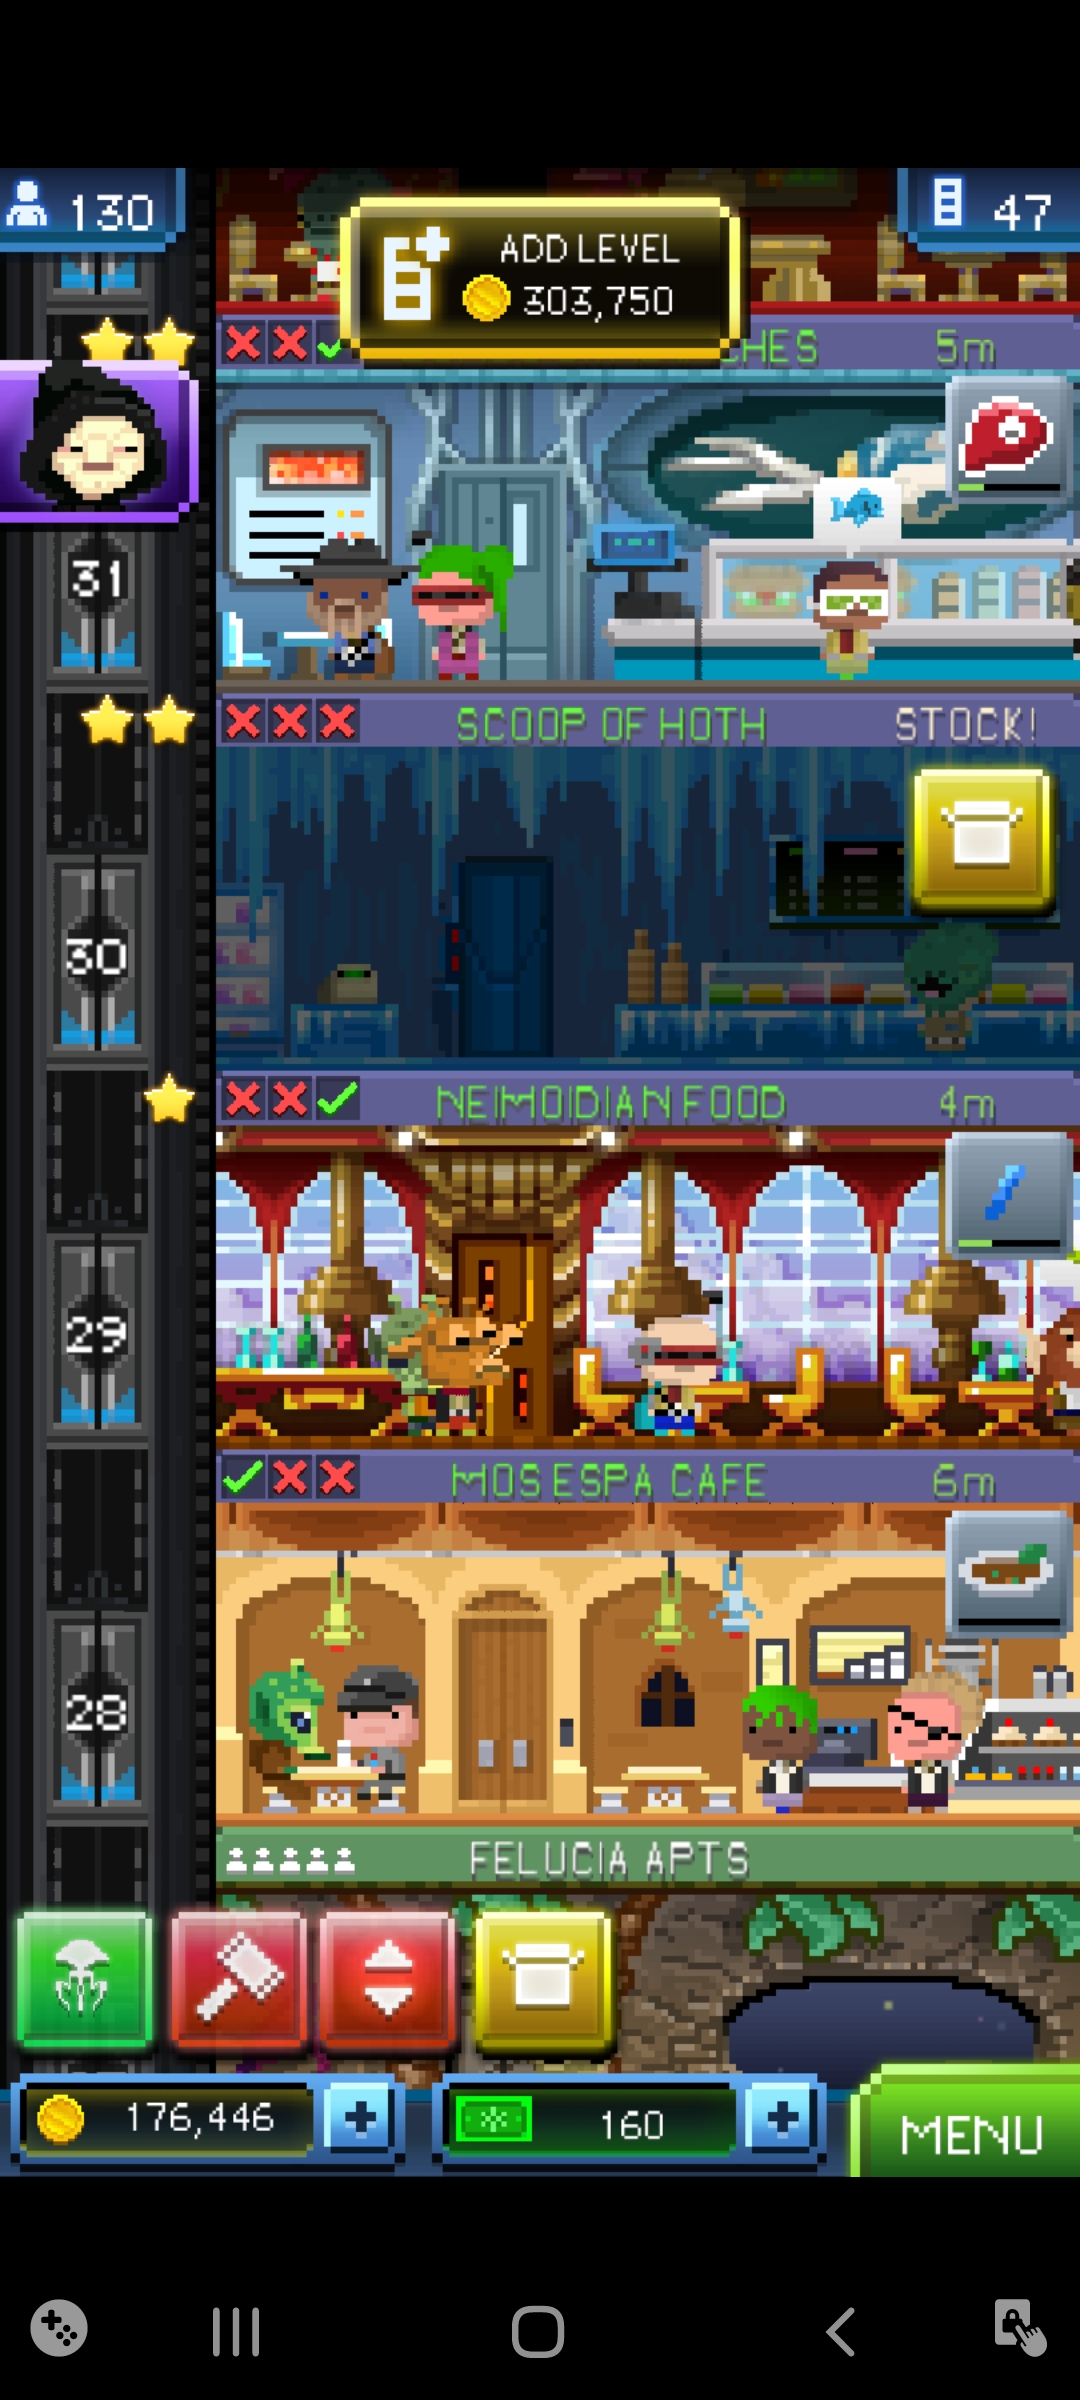 130
47
ADD LEVEL
303,750
CHES 5m
31
SCOOP OF HOTH STOCK!
30
NEIMOIDIAN FOOD 4m
29
MOS ESPA CAFE 6m
28
FELUCIA APTS
176,446
160
MENU